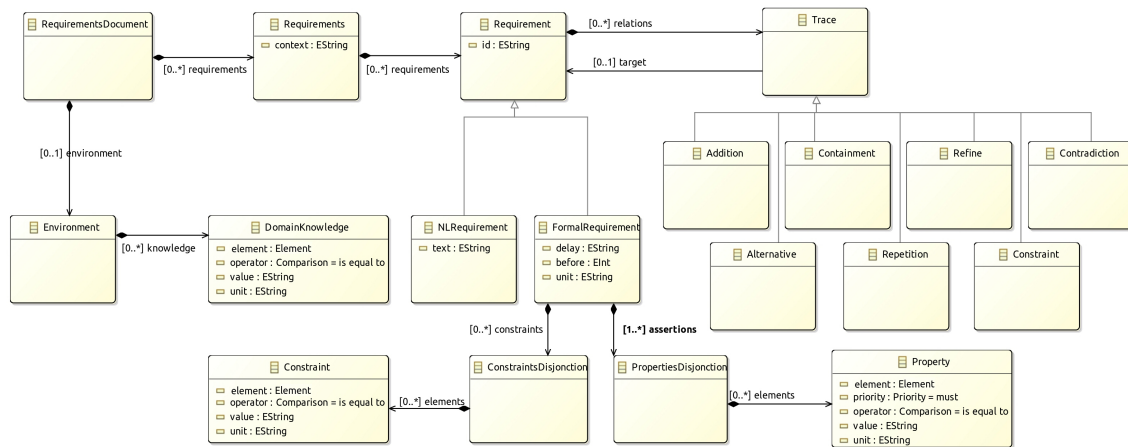 RequirementsDocument
Requirements
context : EString
Requirement
id : EString
Trace
[0..*] relations
[0..1] target
[0..*] requirements
[0..*] requirements
[0..1] environment
Addition
Containment
Refine
Contradiction
Environment
[0..*] knowledge
DomainKnowledge
element : Element
operator : Comparison = is equal to
value : EString
unit : EString
NLRequirement
text : EString
FormalRequirement
delay : EString
before : EInt
unit : EString
Alternative
Repetition
Constraint
[0..*] constraints
[1..*] assertions
Constraint
element : Element
operator : Comparison = is equal to
value : EString
unit : EString
[0..*] elements
ConstraintsDisjonction
PropertiesDisjonction
[0..*] elements
Property
element : Element
priority : Priority = must
operator : Comparison = is equal to
value : EString
unit : EString